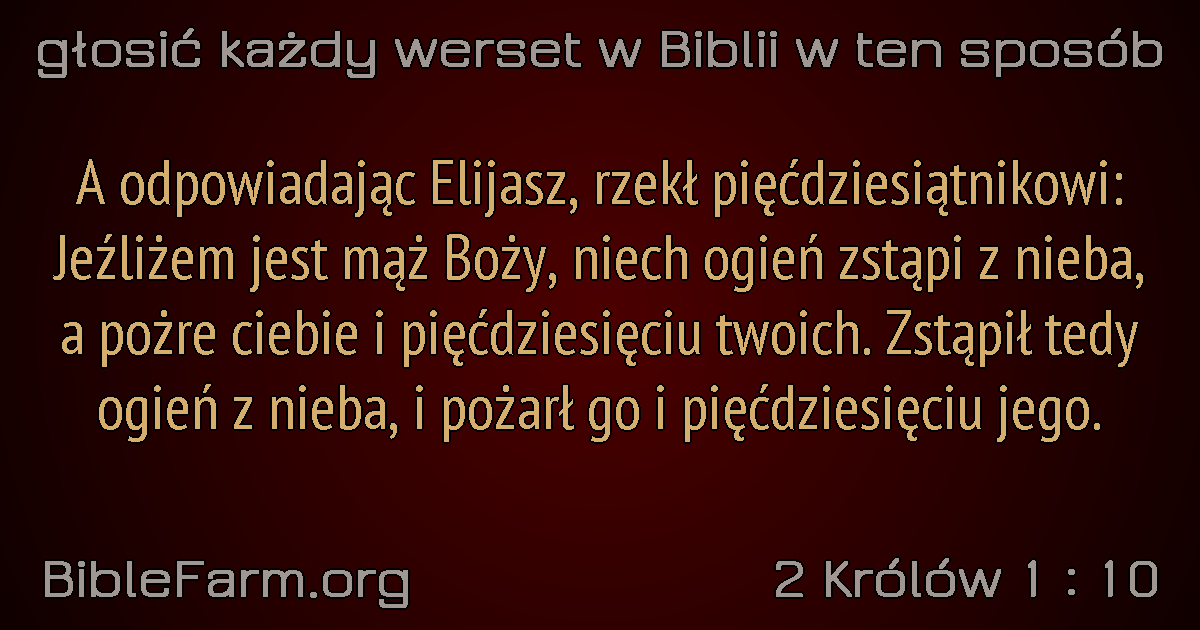 głosić każdy werset w Biblii w ten sposób
A odpowiadając Elijasz, rzekł pięćdziesiątnikowi:
Jeźliżem jest mąż Boży, niech ogień zstąpi z nieba,
a pożre ciebie i pięćdziesięciu twoich. Zstąpił tedy
ogień z nieba, i pożarł go i pięćdziesięciu jego.
BibleFarm.org
2 Królów 1 : 10